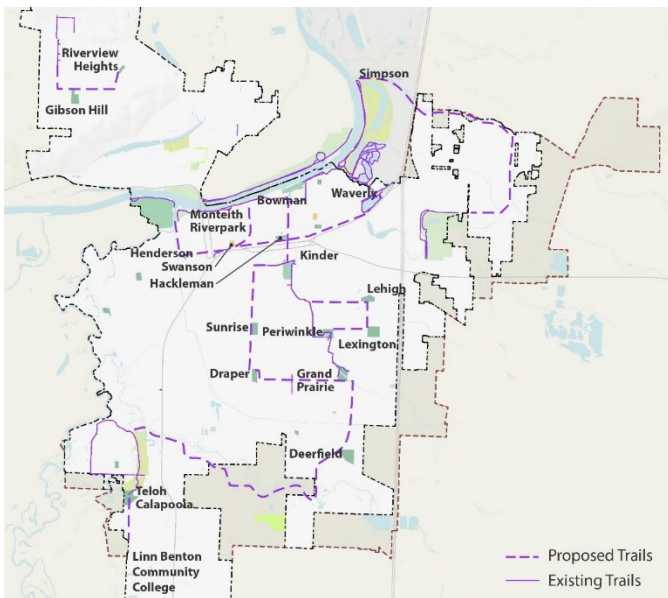 Riverview
Heights
Gibson Hill
Simpson
Waverly
Bowman
Monteith
Riverpark
Henderson
Swanson
Hackleman
Kinder
Lehigh
Sunrise
Periwinkle
Lexington
Draper
Grand
Prairie
Deerfield
Teloh
Calapoola
Linn Benton
Community
College
Proposed Trails
Existing Trails